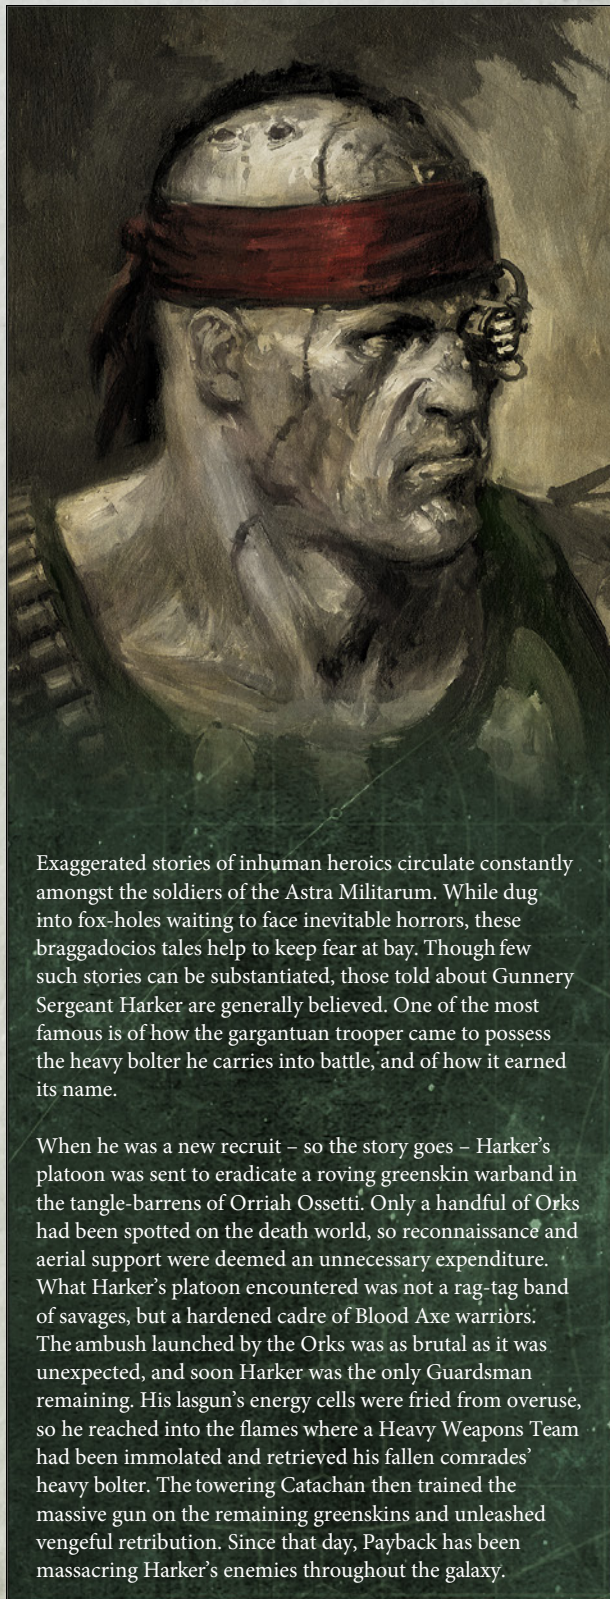 Exaggerated stories of inhuman heroics circulate constantly
amongst the soldiers of the Astra Militarum. While dug
into fox-holes waiting to face inevitable horrors, these
braggadocios tales help to keep fear at bay. Though few
such stories can be substantiated, those told about Gunnery
Sergeant Harker are generally believed. One of the most
famous is of how the gargantuan trooper came to possess
the heavy bolter he carries into battle, and of how it earned
its name.
When he was a new recruit – so the story goes – Harker’s
platoon was sent to eradicate a roving greenskin warband in
the tangle-barrens of Orriah Ossetti. Only a handful of Orks
had been spotted on the death world, so reconnaissance and
aerial support were deemed an unnecessary expenditure.
What Harker’s platoon encountered was not a rag-tag band
of savages, but a hardened cadre of Blood Axe warriors.
The ambush launched by the Orks was as brutal as it was
unexpected, and soon Harker was the only Guardsman
remaining. His lasgun’s energy cells were fried from overuse,
so he reached into the flames where a Heavy Weapons Team
had been immolated and retrieved his fallen comrades’
heavy bolter. The towering Catachan then trained the
massive gun on the remaining greenskins and unleashed
vengeful retribution. Since that day, Payback has been
massacring Harker’s enemies throughout the galaxy.